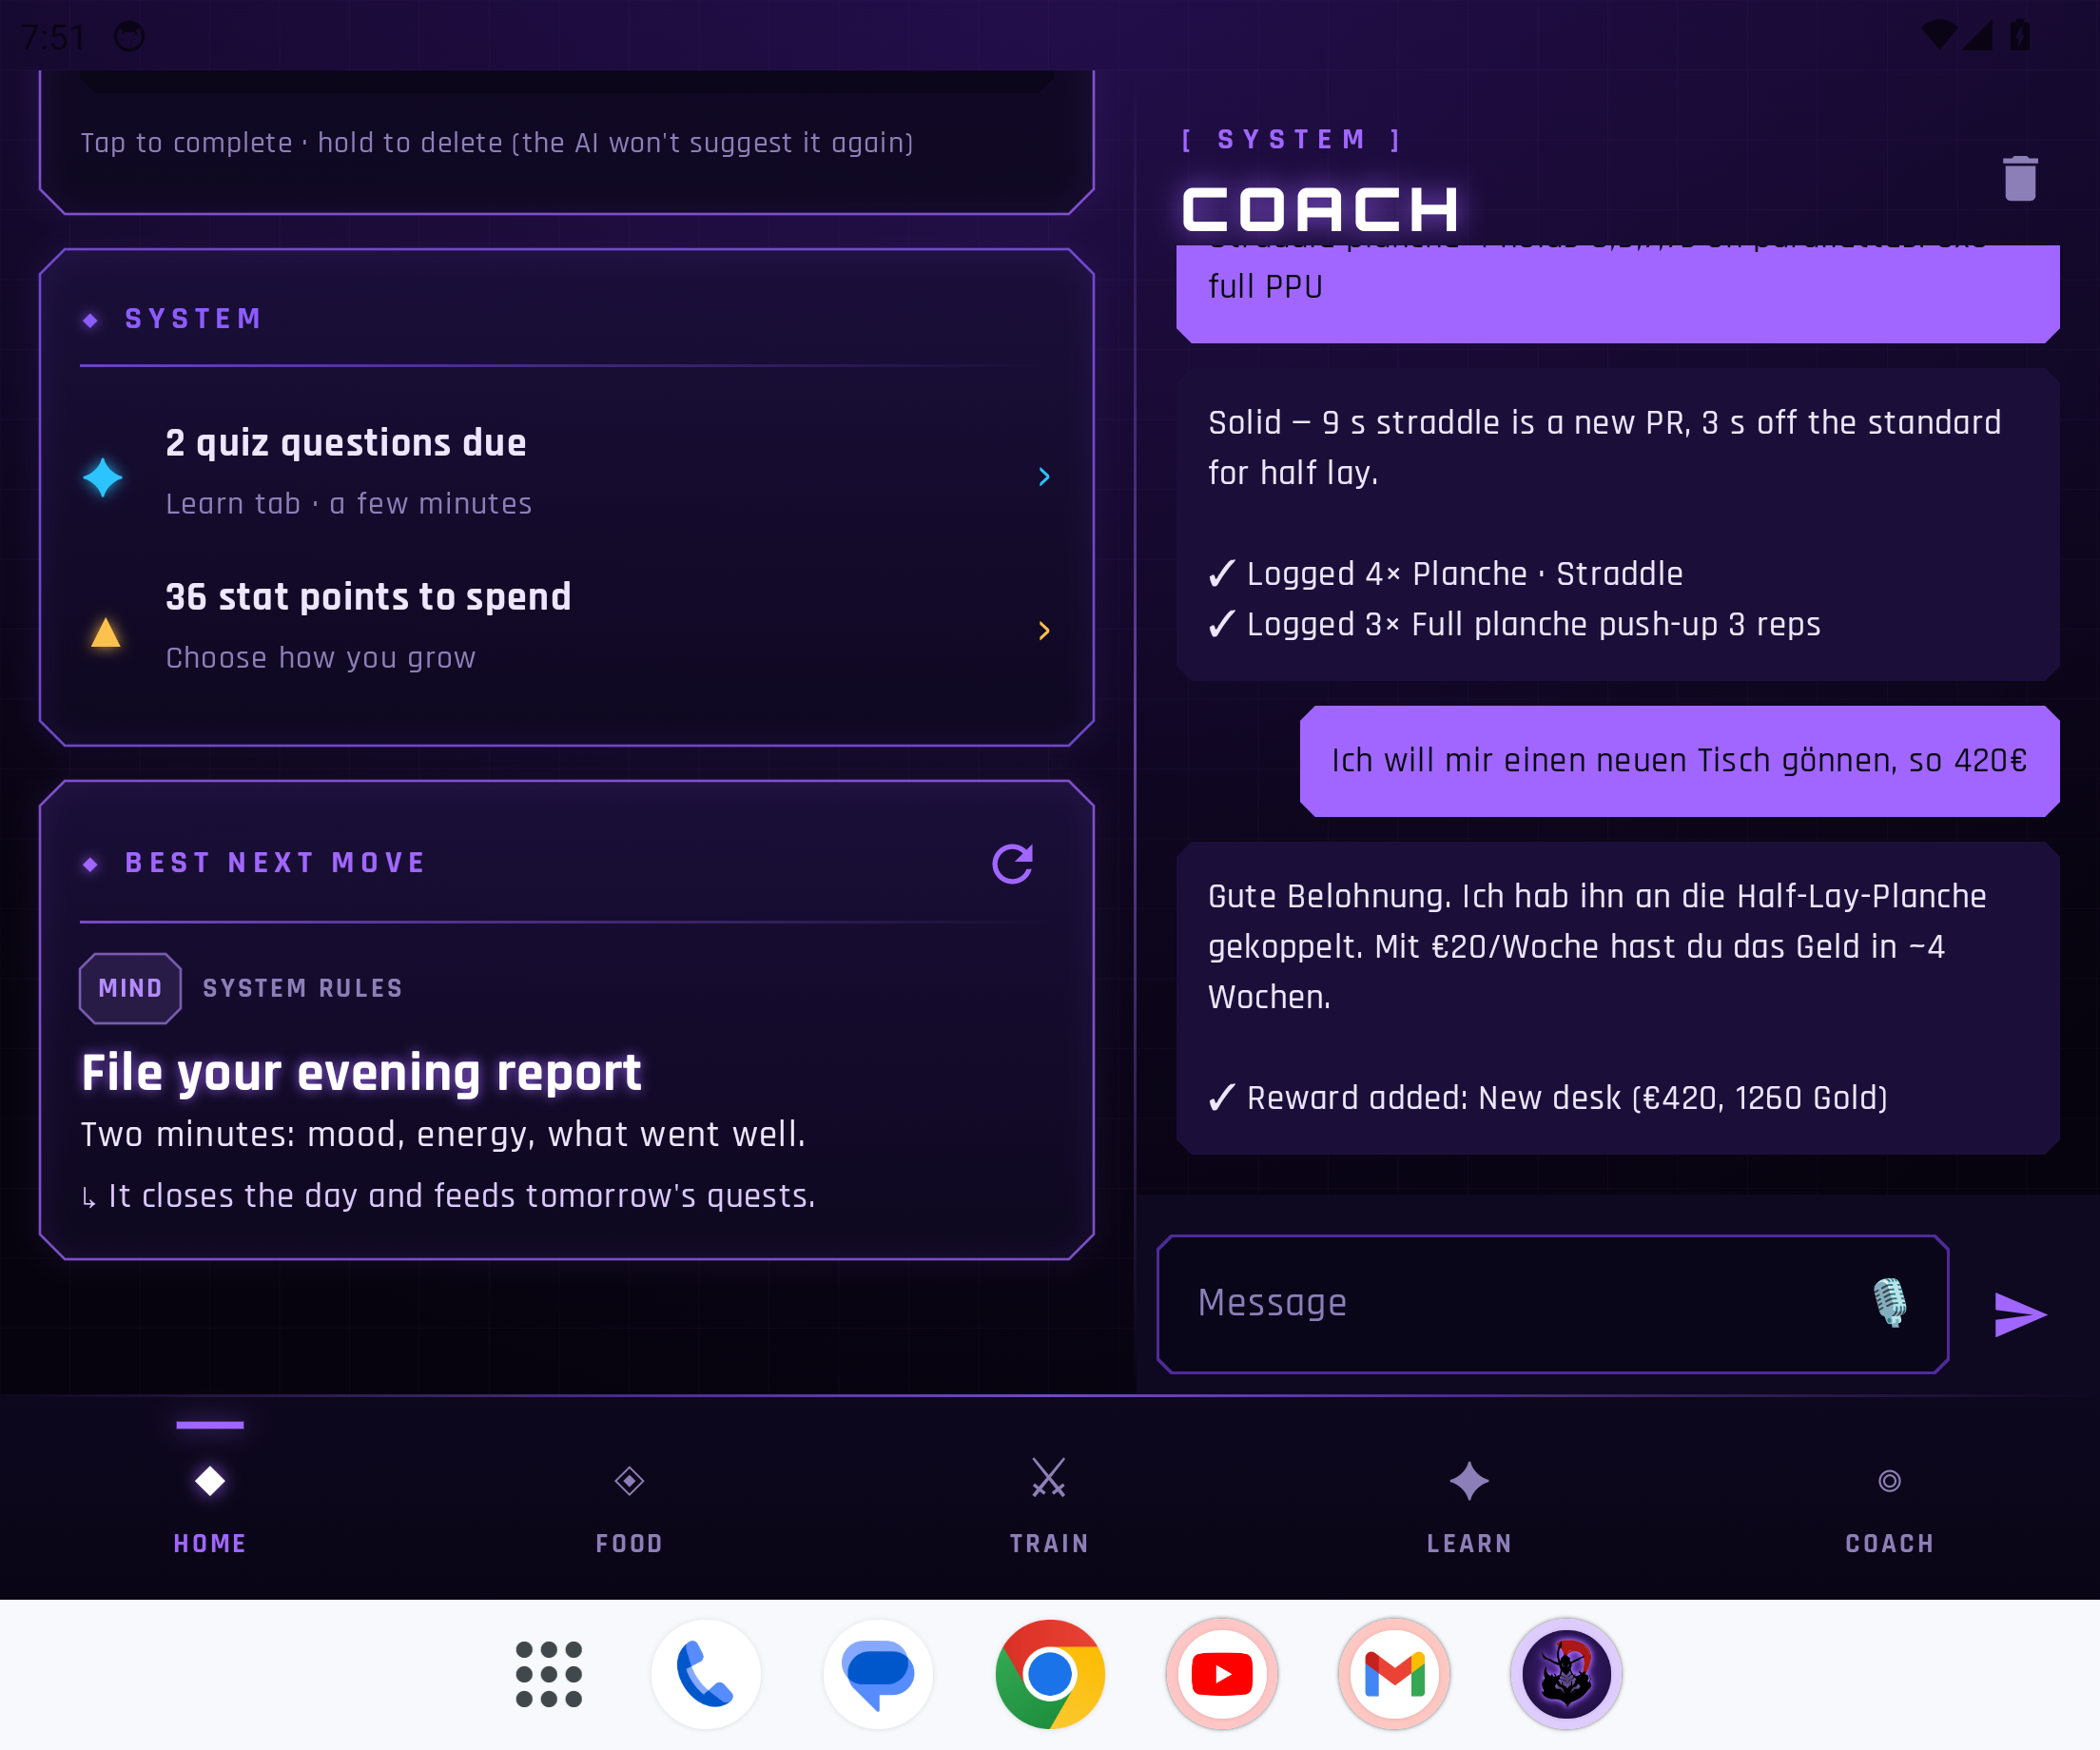 7:51
Tap to complete · hold to delete (the AI won't suggest it again)
SYSTEM
2 quiz questions due
Learn tab · a few minutes
36 stat points to spend
Choose how you grow
BEST NEXT MOVE
MIND SYSTEM RULES
File your evening report
Two minutes: mood, energy, what went well.
↳ It closes the day and feeds tomorrow's quests.
[ SYSTEM ]
COACH
full PPU
Solid – 9 s straddle is a new PR, 3 s off the standard
for half lay.
✓ Logged 4× Planche · Straddle
✓ Logged 3× Full planche push-up 3 reps
Ich will mir einen neuen Tisch gönnen, so 420€
Gute Belohnung. Ich hab ihn an die Half-Lay-Planche
gekoppelt. Mit €20/Woche hast du das Geld in ~4
Wochen.
✓ Reward added: New desk (€420, 1260 Gold)
Message
HOME
FOOD
TRAIN
LEARN
COACH